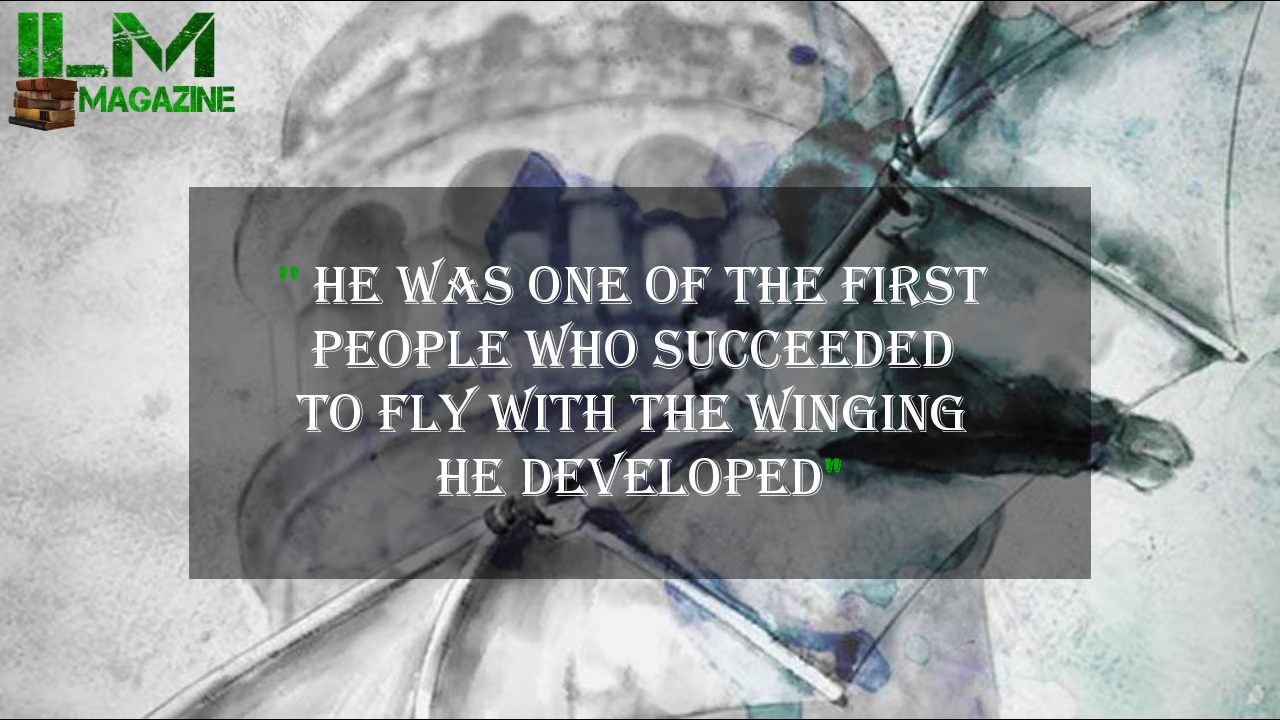 ILM
MAGAZINE
" HE WAS ONE OF THE FIRST
PEOPLE WHO SUCCEEDED
TO FLY WITH THE WINGING
HE DEVELOPED"